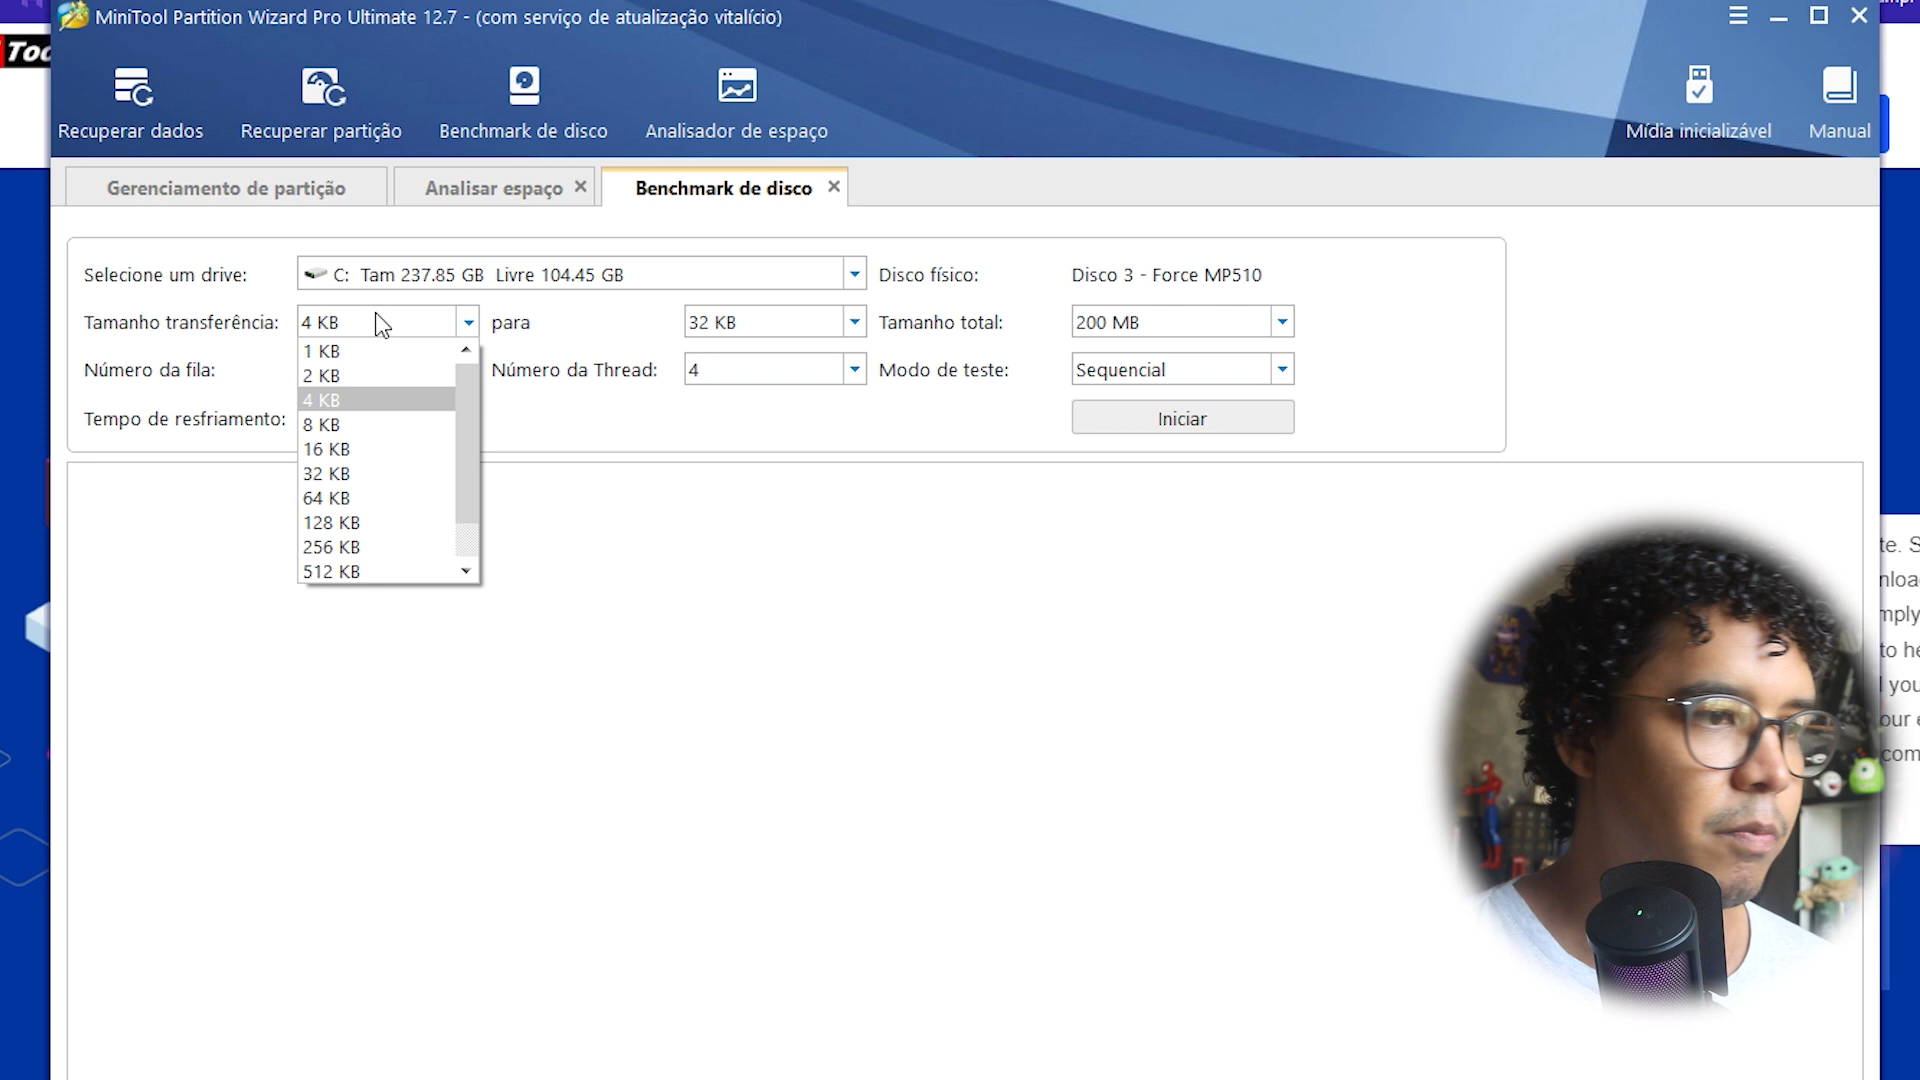 MiniTool Partition Wizard Pro Ultimate 12.7 - (com serviço de atualização vitalício)
Recuperar dados
Recuperar partição
Benchmark de disco
Analisador de espaço
Mídia inicializável
Manual
Gerenciamento de partição
Analisar espaço
Benchmark de disco
Selecione um drive:
C: Tam 237.85 GB Livre 104.45 GB
Disco físico:
Disco 3 - Force MP510
Tamanho transferência:
4 KB
para
32 KB
Tamanho total:
200 MB
1 KB
2 KB
4 KB
8 KB
16 KB
32 KB
64 KB
128 KB
256 KB
512 KB
Número da fila:
Número da Thread:
4
Modo de teste:
Sequencial
Tempo de resfriamento:
Iniciar